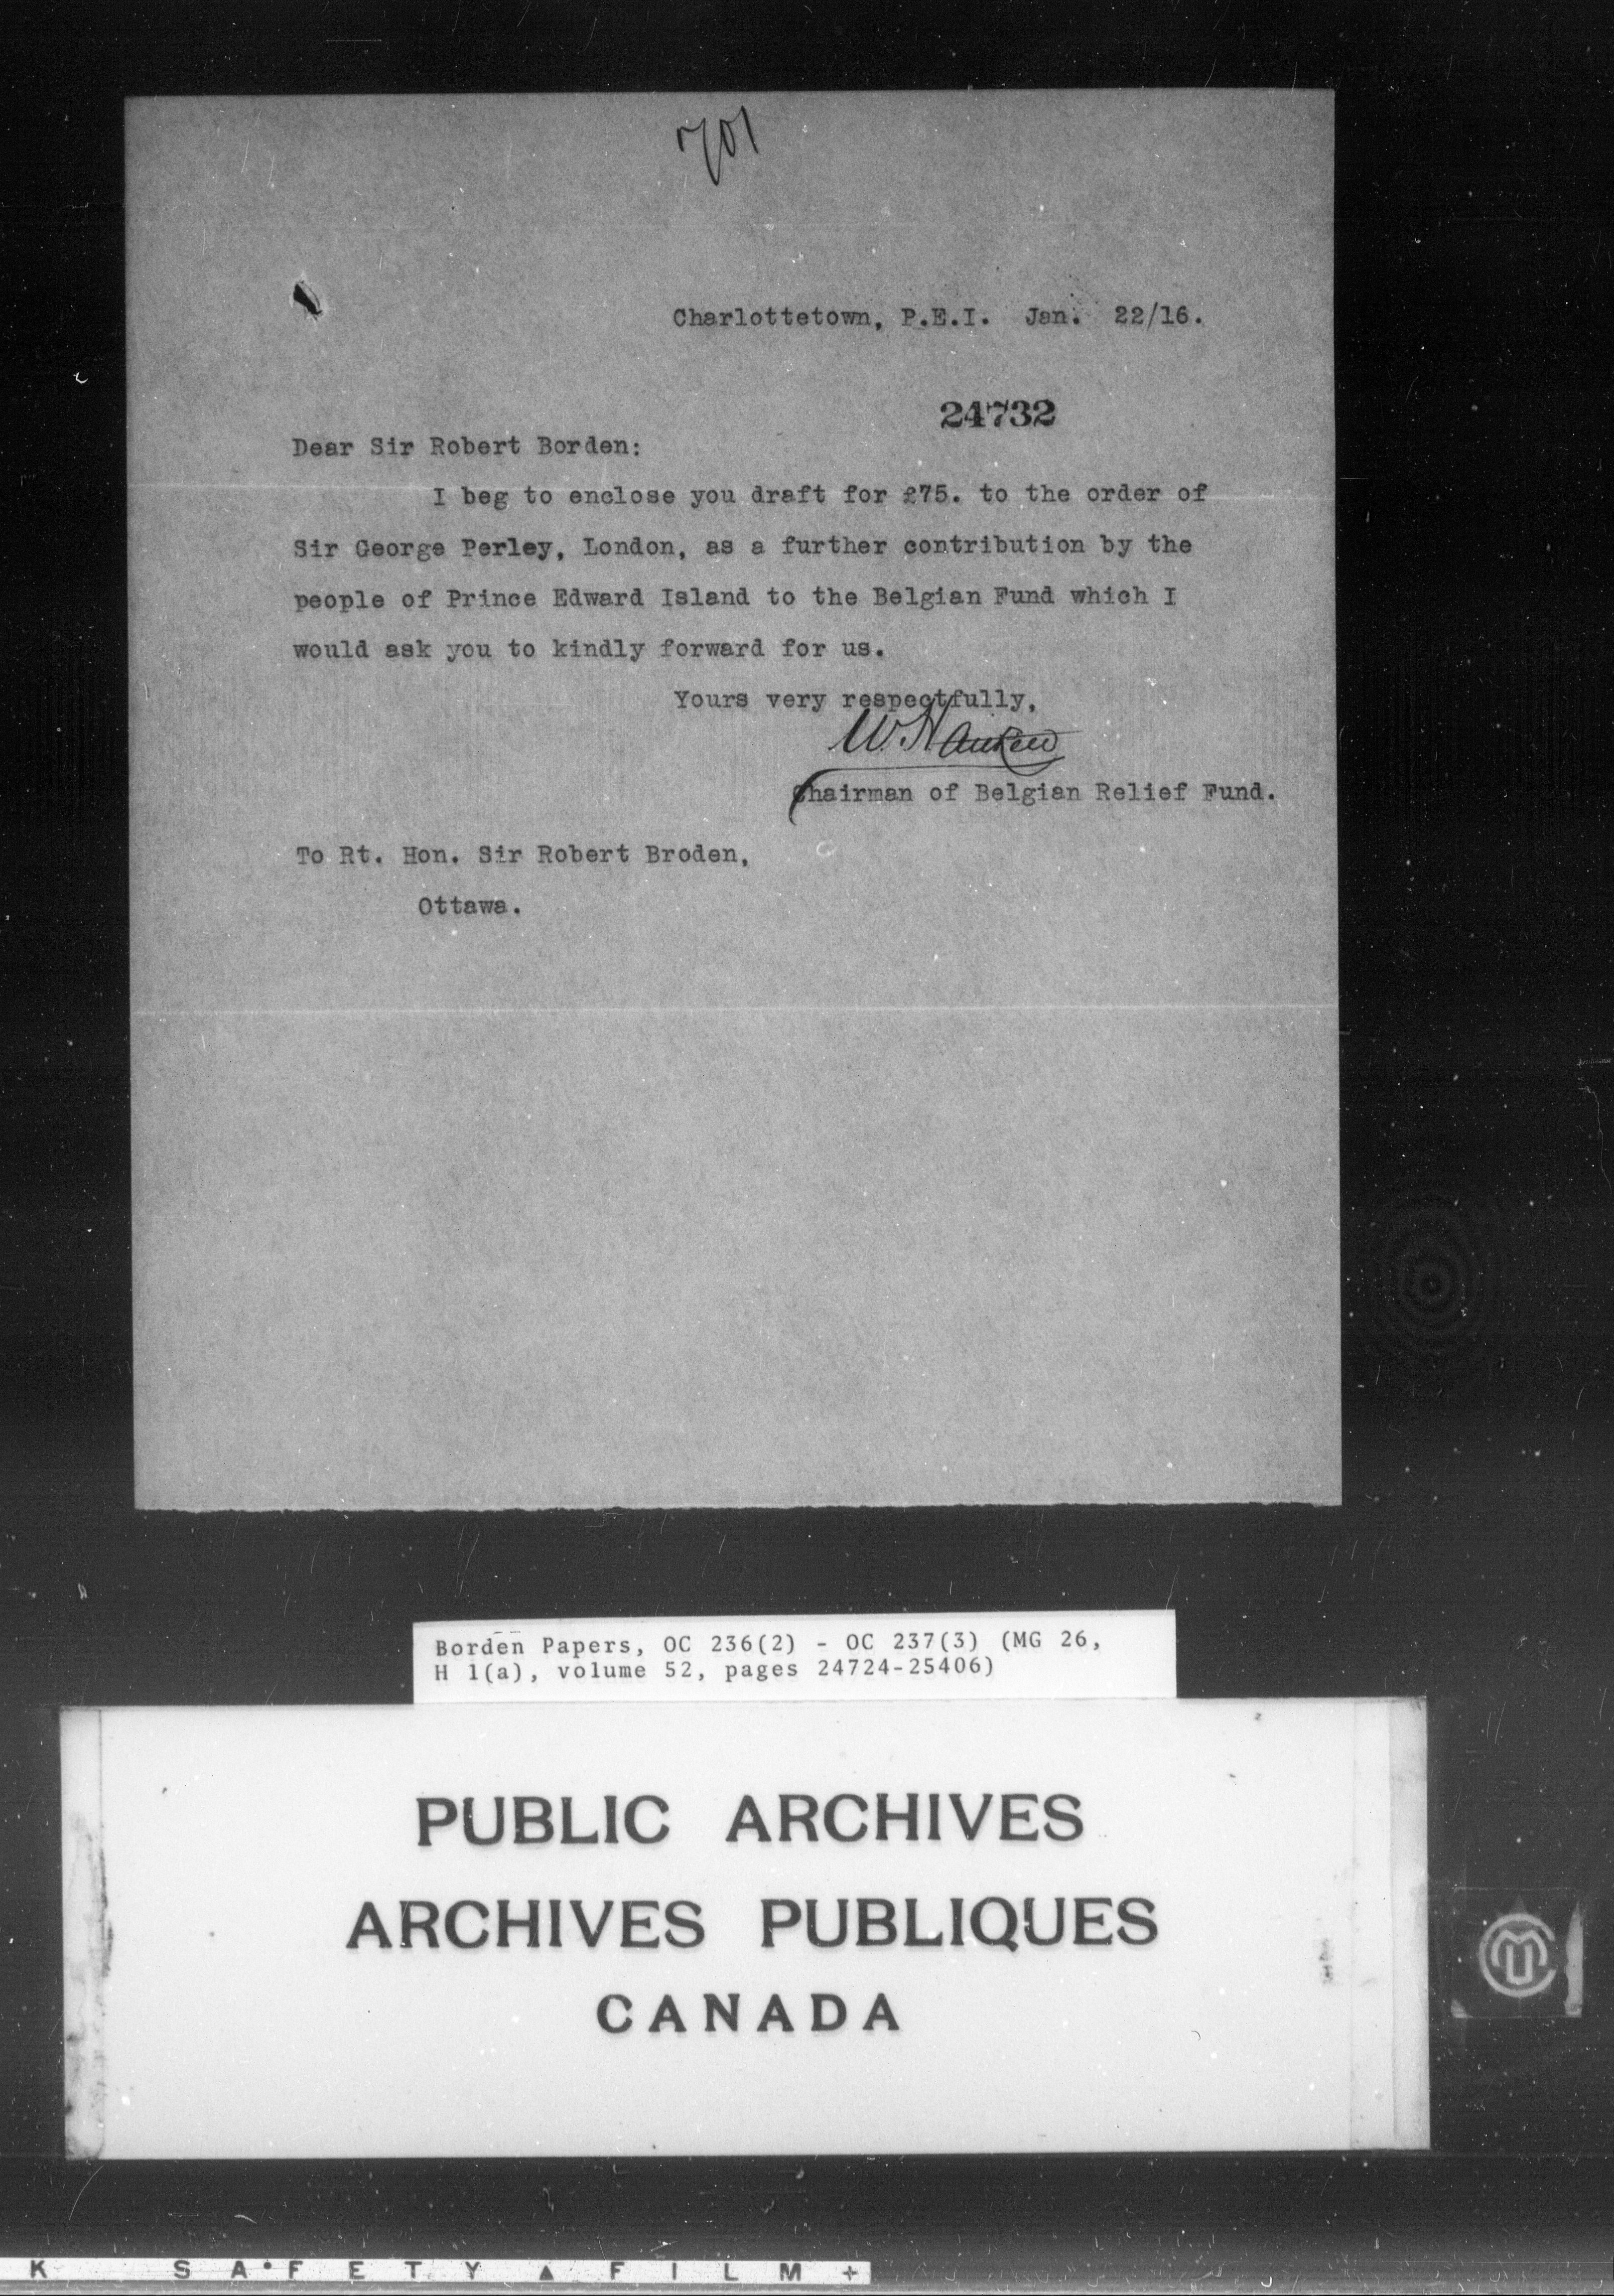 701
Charlottetown, P.E.I. Jan. 22/16.
24732
Dear Sir Robert Borden:
I beg to enclose you draft for £75. to the order of
Sir George Perley, London, as a further contribution by the
people of Prince Edward Island to the Belgian Fund which I
would ask you to kindly forward for us.
Yours very respectfully,
W. H. Aitken
Chairman of Belgian Relief Fund.
To Rt. Hon. Sir Robert Broden,
Ottawa.
Borden Papers, OC 236(2) - OC 237(3) (MG 26,
H 1(a), volume 52, pages 24724-25406)
PUBLIC ARCHIVES
ARCHIVES PUBLIQUES
CANADA
K SAFETY ▲ FILM +